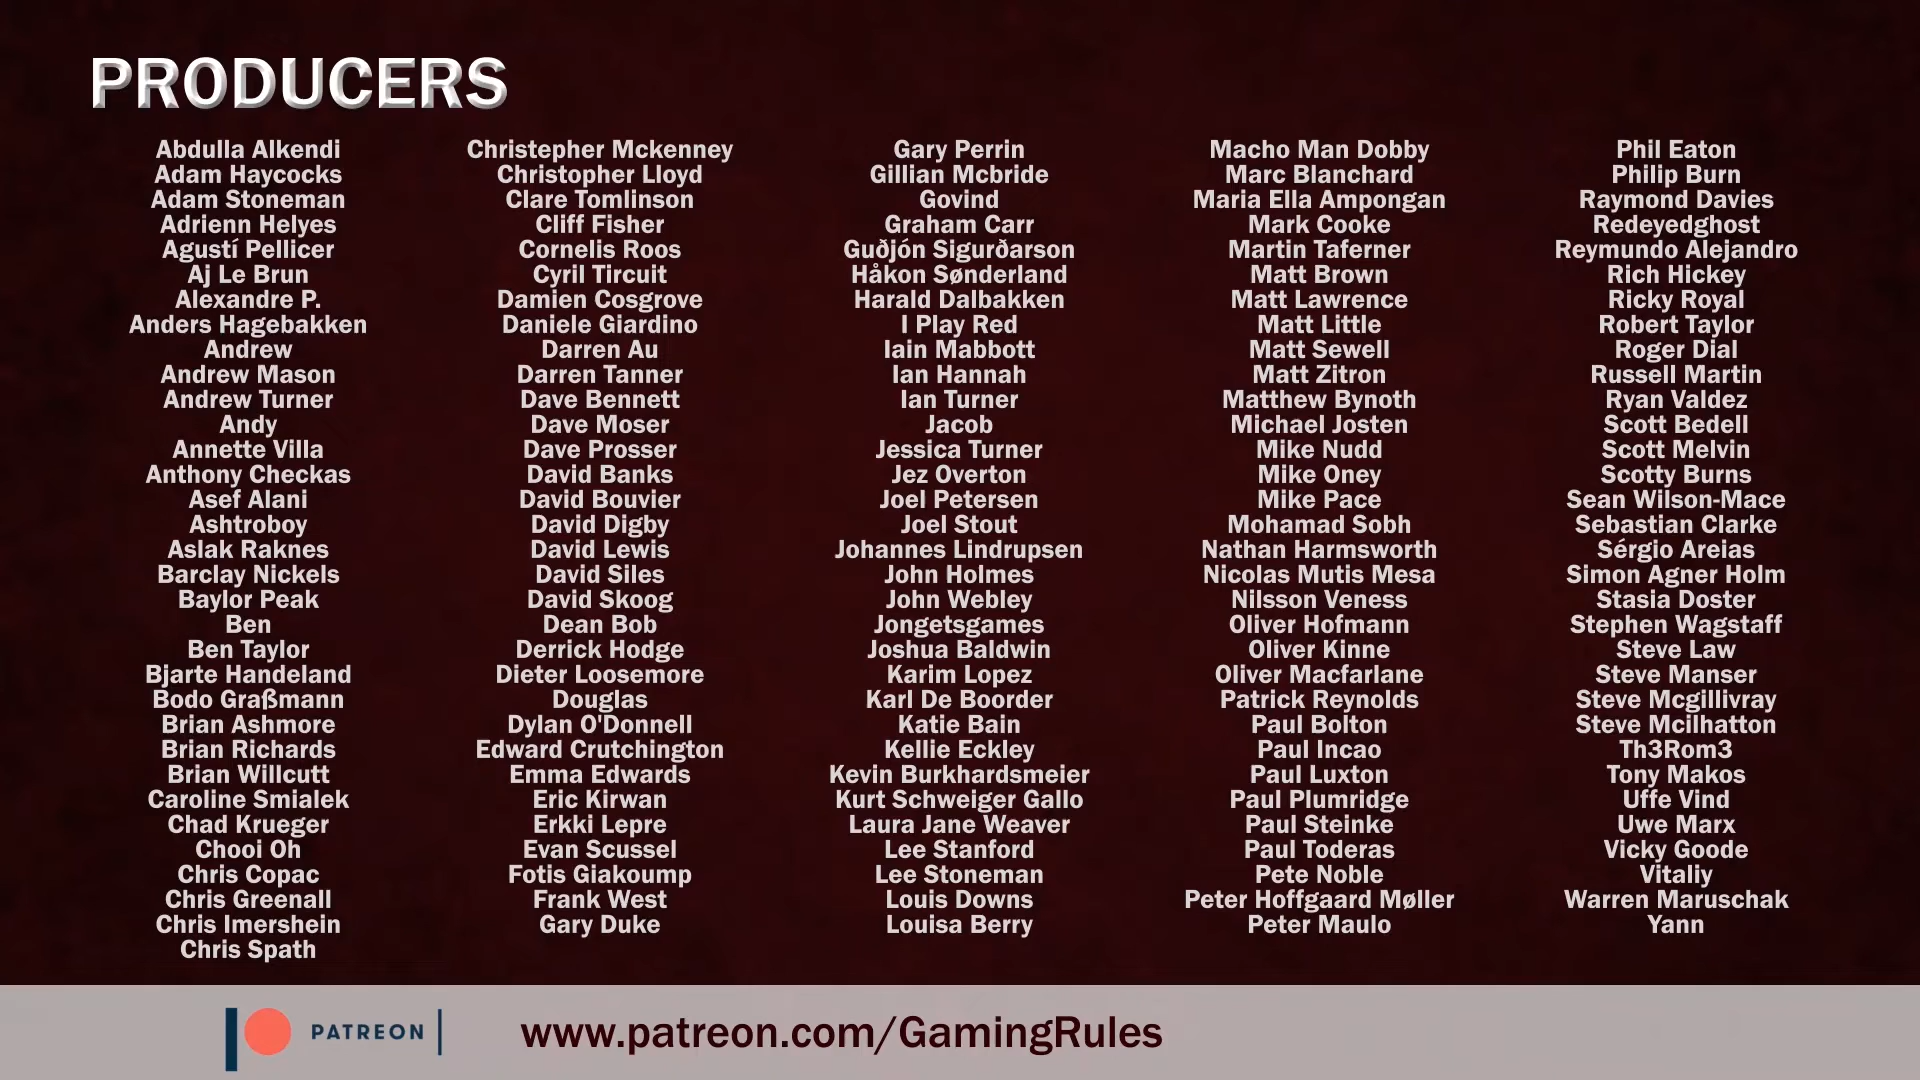 PRODUCERS
Abdulla Alkendi
Adam Haycocks
Adam Stoneman
Adrienn Helyes
Agustí Pellicer
Aj Le Brun
Alexandre P.
Anders Hagebakken
Andrew
Andrew Mason
Andrew Turner
Andy
Annette Villa
Anthony Checkas
Asef Alani
Ashtroboy
Aslak Raknes
Barclay Nickels
Baylor Peak
Ben
Ben Taylor
Bjarte Handeland
Bodo Graßmann
Brian Ashmore
Brian Richards
Brian Willcutt
Caroline Smialek
Chad Krueger
Chooi Oh
Chris Copac
Chris Greenall
Chris Imershein
Chris Spath
Christepher Mckenney
Christopher Lloyd
Clare Tomlinson
Cliff Fisher
Cornelis Roos
Cyril Tircuit
Damien Cosgrove
Daniele Giardino
Darren Au
Darren Tanner
Dave Bennett
Dave Moser
Dave Prosser
David Banks
David Bouvier
David Digby
David Lewis
David Siles
David Skoog
Dean Bob
Derrick Hodge
Dieter Loosemore
Douglas
Dylan O'Donnell
Edward Crutchington
Emma Edwards
Eric Kirwan
Erkki Lepre
Evan Scussel
Fotis Giakoump
Frank West
Gary Duke
Gary Perrin
Gillian Mcbride
Govind
Graham Carr
Guðjón Sigurðarson
Håkon Sønderland
Harald Dalbakken
I Play Red
Iain Mabbott
Ian Hannah
Ian Turner
Jacob
Jessica Turner
Jez Overton
Joel Petersen
Joel Stout
Johannes Lindrupsen
John Holmes
John Webley
Jongetsgames
Joshua Baldwin
Karim Lopez
Karl De Boorder
Katie Bain
Kellie Eckley
Kevin Burkhardsmeier
Kurt Schweiger Gallo
Laura Jane Weaver
Lee Stanford
Lee Stoneman
Louis Downs
Louisa Berry
Macho Man Dobby
Marc Blanchard
Maria Ella Ampongan
Mark Cooke
Martin Taferner
Matt Brown
Matt Lawrence
Matt Little
Matt Sewell
Matt Zitron
Matthew Bynoth
Michael Josten
Mike Nudd
Mike Oney
Mike Pace
Mohamad Sobh
Nathan Harmsworth
Nicolas Mutis Mesa
Nilsson Veness
Oliver Hofmann
Oliver Kinne
Oliver Macfarlane
Patrick Reynolds
Paul Bolton
Paul Incao
Paul Luxton
Paul Plumridge
Paul Steinke
Paul Toderas
Pete Noble
Peter Hoffgaard Møller
Peter Maulo
Phil Eaton
Philip Burn
Raymond Davies
Redeyedghost
Reymundo Alejandro
Rich Hickey
Ricky Royal
Robert Taylor
Roger Dial
Russell Martin
Ryan Valdez
Scott Bedell
Scott Melvin
Scotty Burns
Sean Wilson-Mace
Sebastian Clarke
Sérgio Areias
Simon Agner Holm
Stasia Doster
Stephen Wagstaff
Steve Law
Steve Manser
Steve Mcgillivray
Steve Mcilhatton
Th3Rom3
Tony Makos
Uffe Vind
Uwe Marx
Vicky Goode
Vitaliy
Warren Maruschak
Yann
PATREON
www.patreon.com/GamingRules